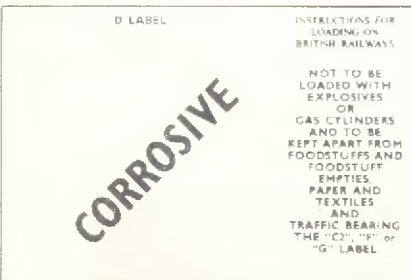 D LABEL
CORROSIVE
INSTRUCTIONS FOR
LOADING ON
BRITISH RAILWAYS
NOT TO BE
LOADED WITH
EXPLOSIVES
OR
GAS CYLINDERS
AND TO BE
KEPT APART FROM
FOODSTUFFS AND
FOODSTUFF
EMPTIES,
PAPER AND
TEXTILES
AND
TRAFFIC BEARING
THE "C2", "F" or
"G" LABEL